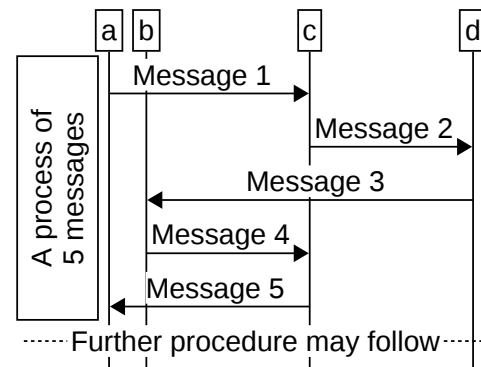 a b c d
Message 1
Message 2
Message 3
Message 4
Message 5
A process of
5 messages
Further procedure may follow